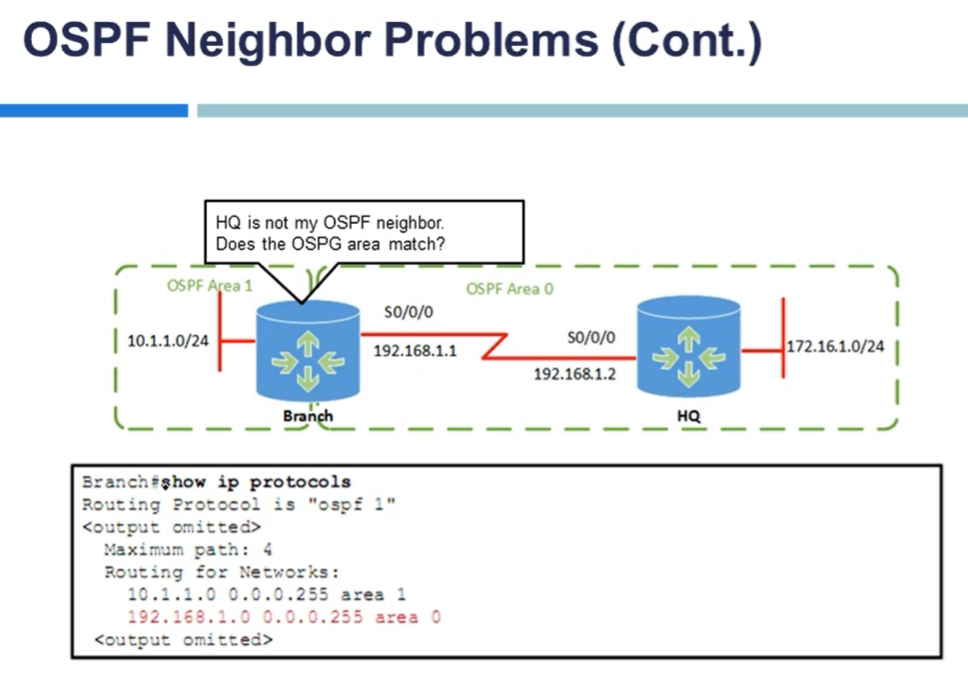 OSPF Neighbor Problems (Cont.)
HQ is not my OSPF neighbor.
Does the OSPG area match?
OSPF Area 1
OSPF Area 0
S0/0/0
10.1.1.0/24
192.168.1.1
S0/0/0
172.16.1.0/24
192.168.1.2
Branch
HQ
Branch#show ip protocols
Routing Protocol is "ospf 1"
<output omitted>
Maximum path: 4
Routing for Networks:
10.1.1.0 0.0.0.255 area 1
192.168.1.0 0.0.0.255 area 0
<output omitted>